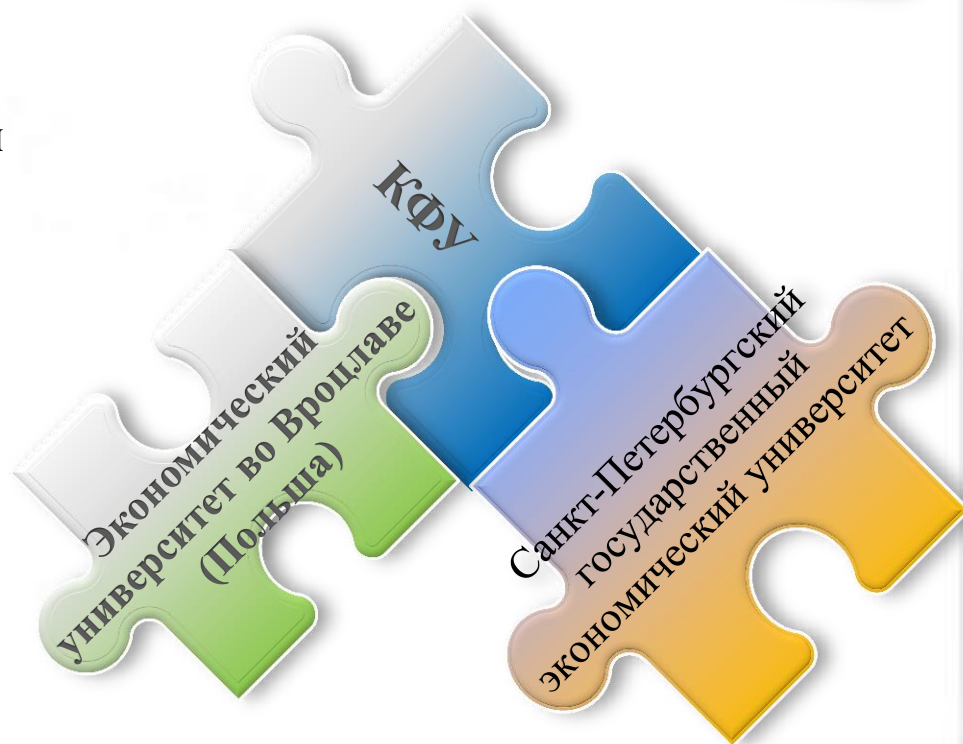 КФУ
Экономический
университет во Вроцлаве
(Польша)
Санкт-Петербургский
государственный
экономический университет